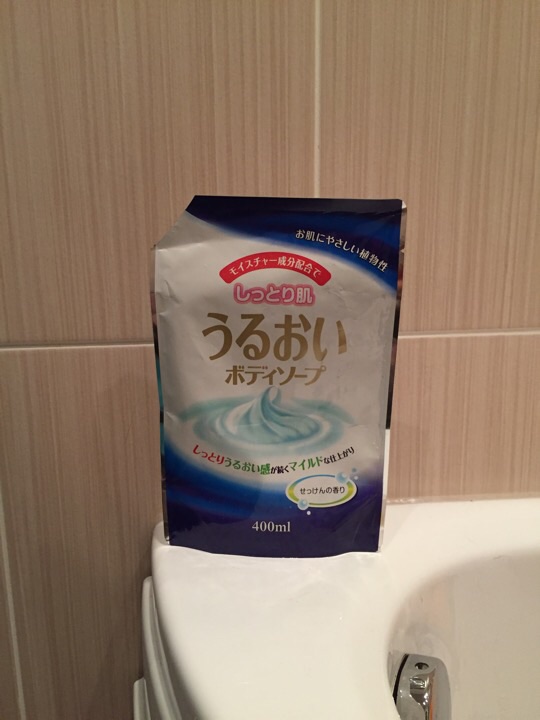 お肌にやさしい植物性
モイスチャー成分配合で
しっとり肌
うるおい
ボディソープ
しっとりうるおい感が続くマイルドな仕上がり
せっけんの香り
400ml